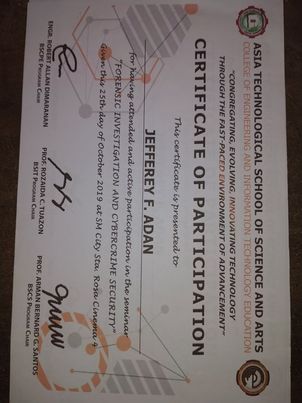 ASIA TECHNOLOGICAL SCHOOL OF SCIENCE AND ARTS
COLLEGE OF ENGINEERING AND INFORMATION TECHNOLOGY EDUCATION
"CONGREGATING, EVOLVING, INNOVATING TECHNOLOGY
THROUGH THE FAST-PACED ENVIRONMENT OF ADVANCEMENT"
CERTIFICATE OF PARTICIPATION
This certificate is presented to
JEFFEREY F. ADAN
for having attended and active participation in the seminar
"FORENSIC INVESTIGATION AND CYBERCRIME SECURITY"
Given this 25th day of October 2019 at SM City Sta. Rosa Cinema 4
ENGR. ROBERT ALLAN DIMARANAN
BSCPE PROGRAM CHAIR
PROF. ROZAIDA C. TUAZON
BSIT PROGRAM CHAIR
PROF. ARMAN BERNARD G. SANTOS
BSCS PROGRAM CHAIR